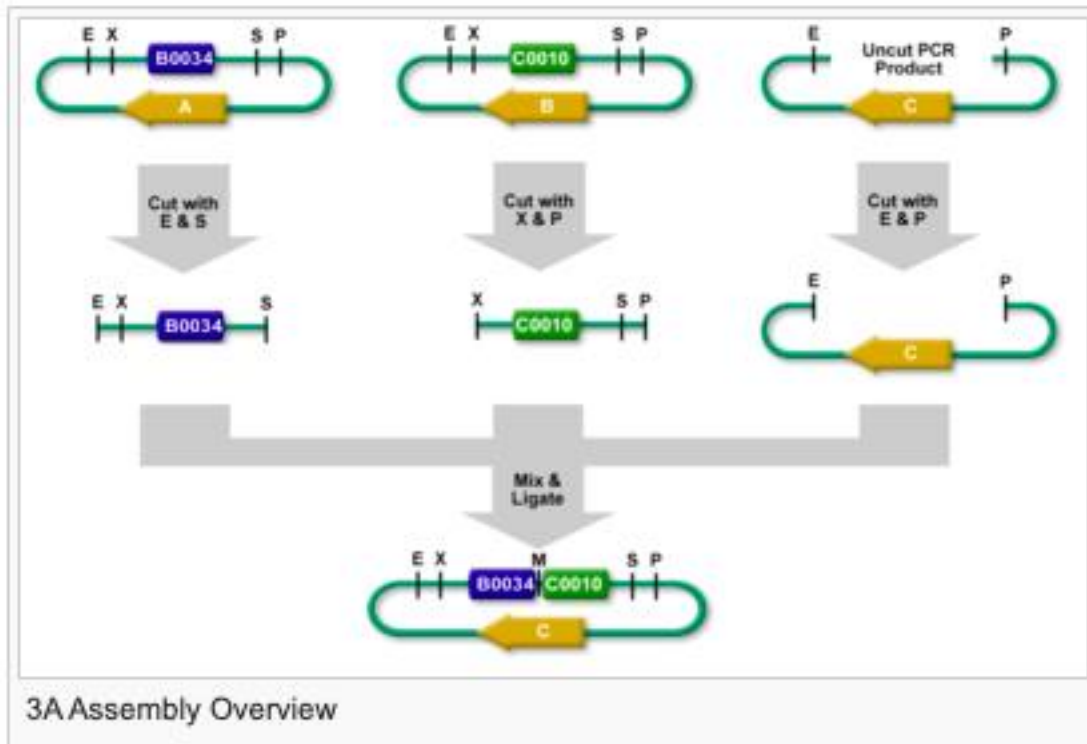 E X B0034 S P
A
E X C0010 S P
B
E Uncut PCR P
Product
C
Cut with
E & S
Cut with
X & P
Cut with
E & P
E X B0034 S
X C0010 S P
E P
C
Mix &
Ligate
E X B0034 M C0010 S P
C
3A Assembly Overview